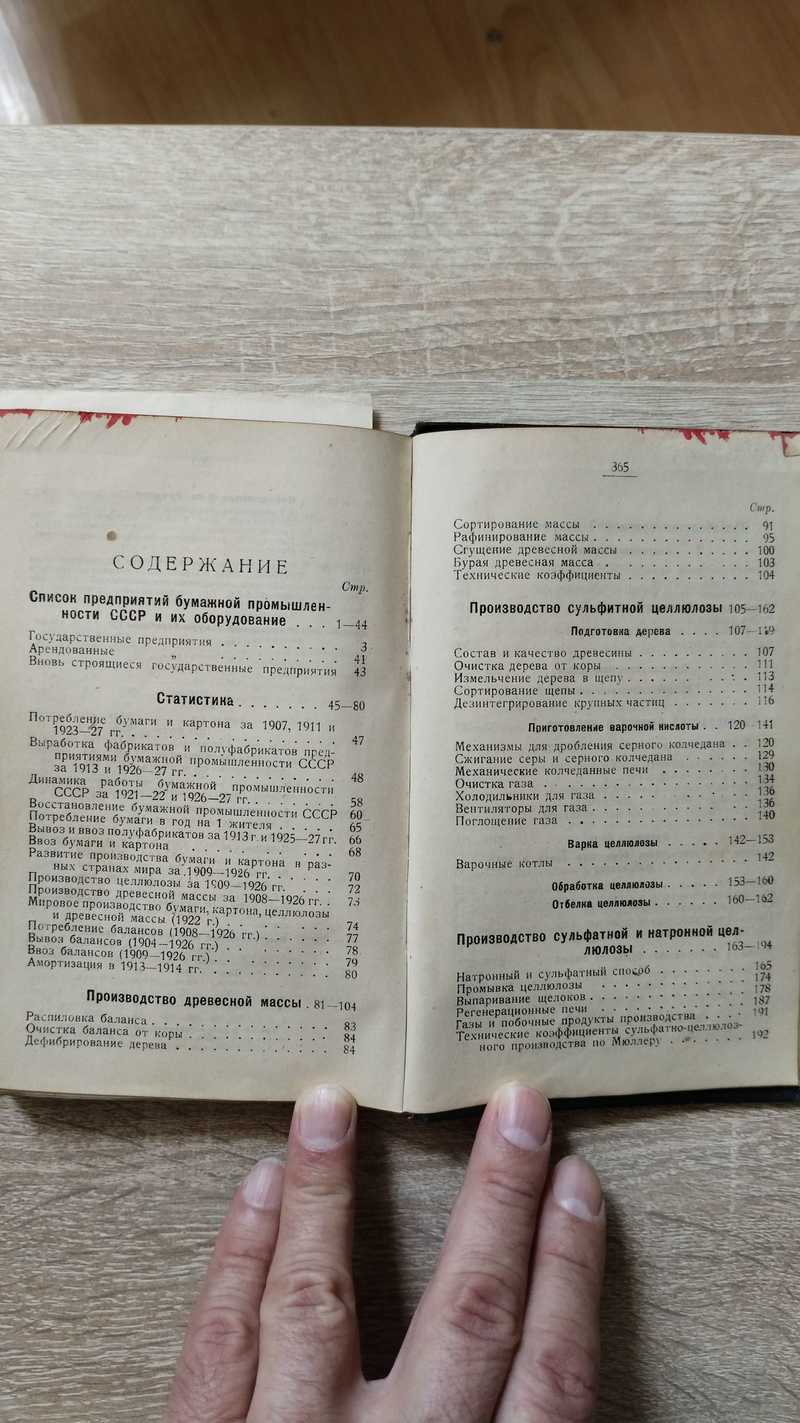 СОДЕРЖАНИЕ
Стр.
Список предприятий бумажной промышлен-
ности СССР и их оборудование . . . 1—44
Государственные предприятия . . . . . . . . . 3
Арендованные „ . . . . . . . . . 41
Вновь строящиеся государственные предприятия 43
Статистика . . . . . . . 45—80
Потребление бумаги и картона за 1907, 1911 и
1923—27 гг. . . . . . . . . . . . . . . . 47
Выработка фабрикатов и полуфабрикатов пред-
приятиями бумажной промышленности СССР
за 1913 и 1926—27 гг. . . . . . . . . . . . 48
Динамика работы бумажной промышленности
СССР за 1921—22 и 1926—27 гг. . . . . . . . 58
Восстановление бумажной промышленности СССР 60
Потребление бумаги в год на 1 жителя . . . . . 65
Вывоз и ввоз полуфабрикатов за 1913 г. и 1925—27 гг. 66
Ввоз бумаги и картона . . . . . . . . . . . 68
Развитие производства бумаги и картона в раз-
ных странах мира за 1909—1926 гг. . . . . . 70
Производство целлюлозы за 1909—1926 гг. . . . . 72
Производство древесной массы за 1908—1926 гг. . 73
Мировое производство бумаги, картона, целлюлозы
и древесной массы (1922 г.) . . . . . . . . 74
Потребление балансов (1908—1926 гг.) . . . . . . 77
Вывоз балансов (1904—1926 гг.) . . . . . . . . 78
Ввоз балансов (1909—1926 гг.) . . . . . . . . . 79
Амортизация в 1913—1914 гг. . . . . . . . . . . 80
Производство древесной массы . 81—104
Распиловка баланса . . . . . . . . . . . . . . 83
Очистка баланса от коры . . . . . . . . . . . 84
Дефибрирование дерева . . . . . . . . . . . . 84
365
Стр.
Сортирование массы . . . . . . . . . . . . . 91
Рафинирование массы . . . . . . . . . . . . . 95
Сгущение древесной массы . . . . . . . . . . . 100
Бурая древесная масса . . . . . . . . . . . . 103
Технические коэффициенты . . . . . . . . . . . 104
Производство сульфитной целлюлозы 105—162
Подготовка дерева . . . . 107—119
Состав и качество древесины . . . . . . . . . . 107
Очистка дерева от коры . . . . . . . . . . . . 111
Измельчение дерева в щепу . . . . . . . . . . . 113
Сортирование щепы . . . . . . . . . . . . . . 114
Дезинтегрирование крупных частиц . . . . . . . 116
Приготовление варочной кислоты . . 120—141
Механизмы для дробления серного колчедана . . 120
Сжигание серы и серного колчедана . . . . . . 129
Механические колчеданные печи . . . . . . . . 130
Очистка газа . . . . . . . . . . . . . . . . 134
Холодильники для газа . . . . . . . . . . . . 136
Вентиляторы для газа . . . . . . . . . . . . . 136
Поглощение газа . . . . . . . . . . . . . . . 140
Варка целлюлозы . . . . . 142—153
Варочные котлы . . . . . . . . . . . . . . . 142
Обработка целлюлозы . . . . . 153—160
Отбелка целлюлозы . . . . . . 160—162
Производство сульфатной и натронной цел-
люлозы . . . . . . . 163—194
Натронный и сульфатный способ . . . . . . . . 165
Промывка целлюлозы . . . . . . . . . . . . . 174
Выпаривание щелоков . . . . . . . . . . . . . 178
Регенерационные печи . . . . . . . . . . . . . 187
Газы и побочные продукты производства . . . . 191
Технические коэффициенты сульфатно-целлюлоз-
ного производства по Мюллеру . . . . . . . 192